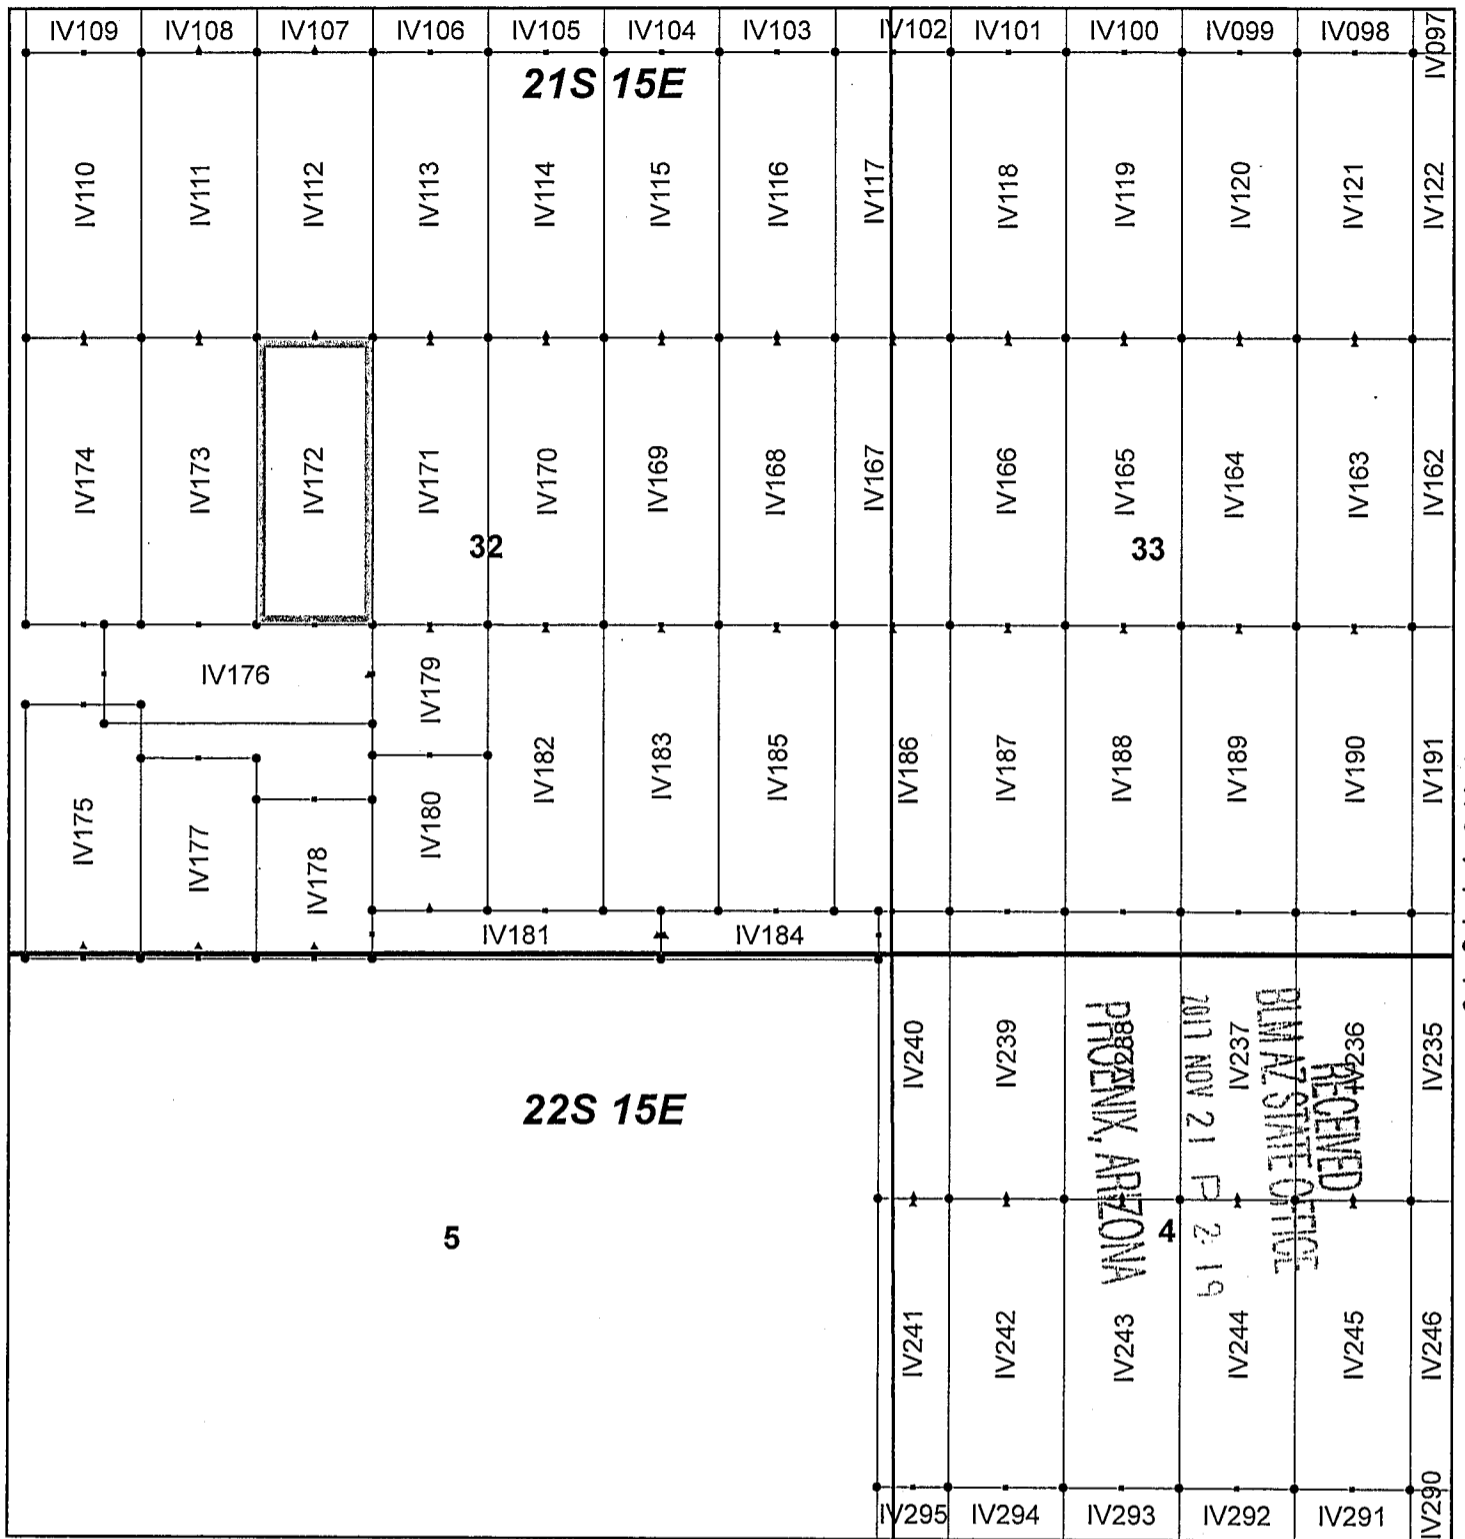 IV109 IV108 IV107 IV106 IV105 IV104 IV103 IV102 IV101 IV100 IV099 IV098 IV097
21S 15E
IV110 IV111 IV112 IV113 IV114 IV115 IV116 IV117 IV118 IV119 IV120 IV121 IV122
IV174 IV173 IV172 IV171 IV170 IV169 IV168 IV167 IV166 IV165 IV164 IV163 IV162
32 33
IV176 IV179
IV175 IV177 IV178 IV180 IV182 IV183 IV185 IV186 IV187 IV188 IV189 IV190 IV191
IV181 IV184
IV240 IV239 IV237 IV236 IV235
22S 15E
RECEIVED
BLM AZ STATE OFFICE
2017 NOV 21 P 2:19
PHOENIX, ARIZONA
5 4
IV241 IV242 IV243 IV244 IV245 IV246
IV295 IV294 IV293 IV292 IV291 IV290